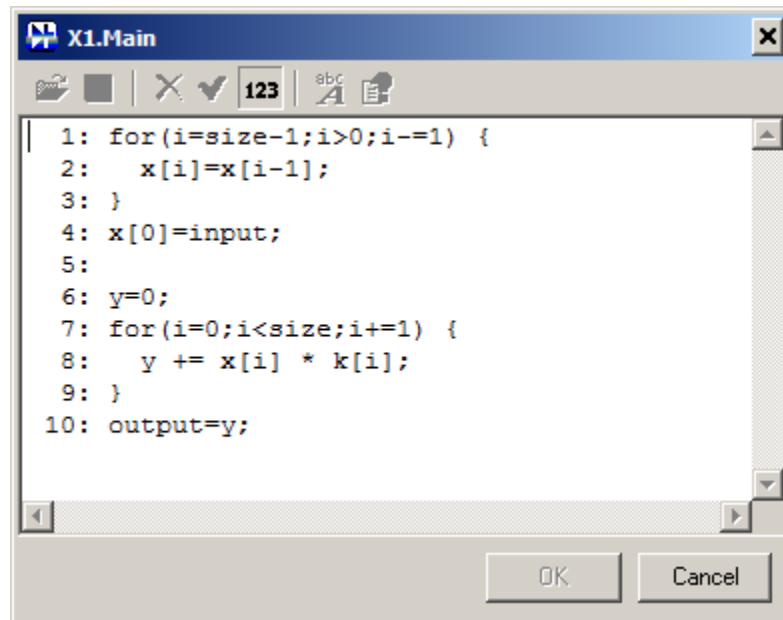 X1.Main
123 abc A
1: for(i=size-1;i>0;i-=1) {
2:   x[i]=x[i-1];
3: }
4: x[0]=input;
5:
6: y=0;
7: for(i=0;i<size;i+=1) {
8:   y += x[i] * k[i];
9: }
10: output=y;
OK Cancel